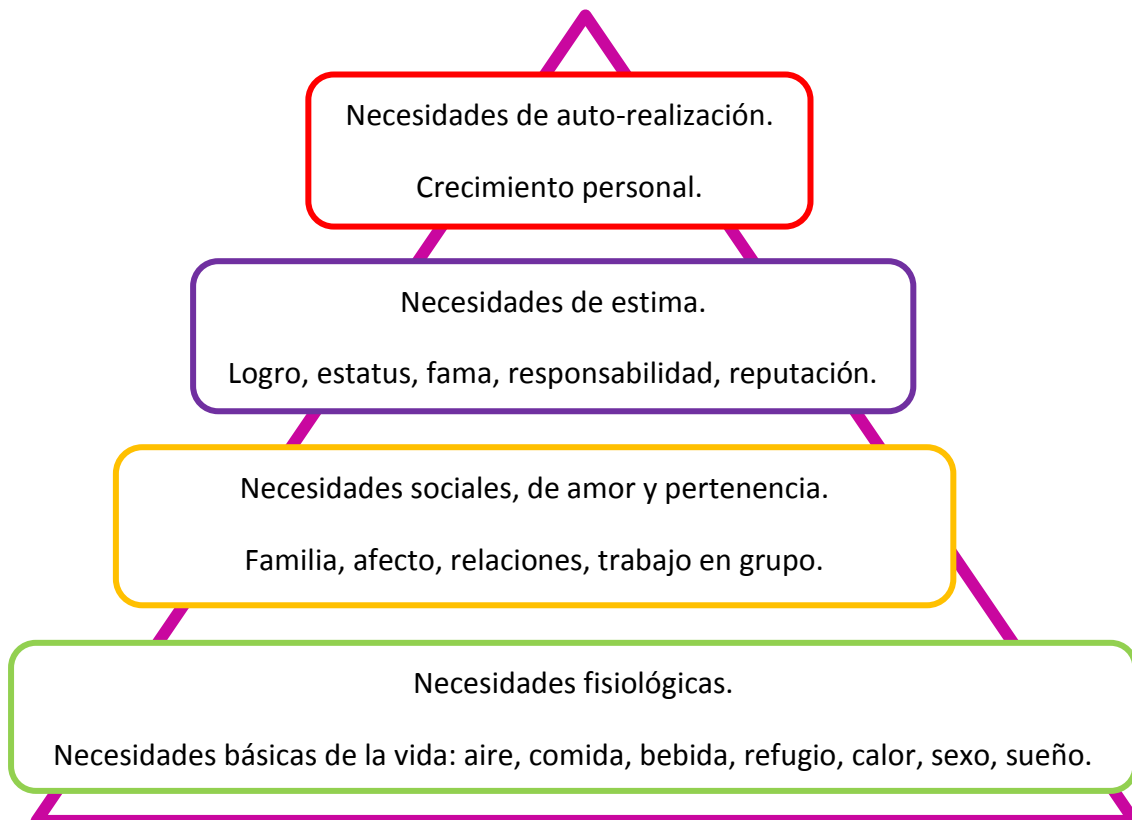 Necesidades de auto-realización.
Crecimiento personal.
Necesidades de estima.
Logro, estatus, fama, responsabilidad, reputación.
Necesidades sociales, de amor y pertenencia.
Familia, afecto, relaciones, trabajo en grupo.
Necesidades fisiológicas.
Necesidades básicas de la vida: aire, comida, bebida, refugio, calor, sexo, sueño.